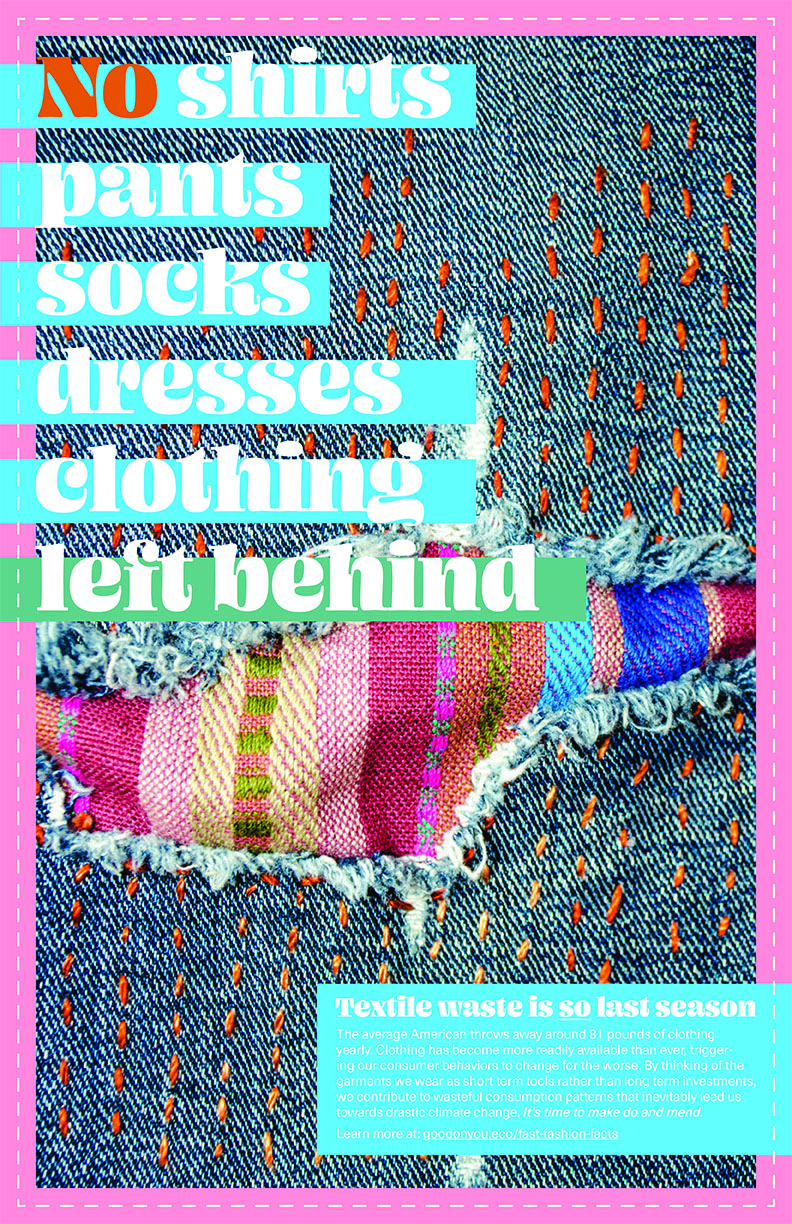 No shirts
pants
socks
dresses
clothing
left behind
Textile waste is so last season
The average American throws away around 81 pounds of clothing
yearly. Clothing has become more readily available than ever, trigger-
ing our consumer behaviors to change for the worse. By thinking of the
garments we wear as short term tools rather than long term investments,
we contribute to wasteful consumption patterns that inevitably lead us
towards drastic climate change. It's time to make do and mend.
Learn more at: goodonyou.eco/fast-fashion-facts